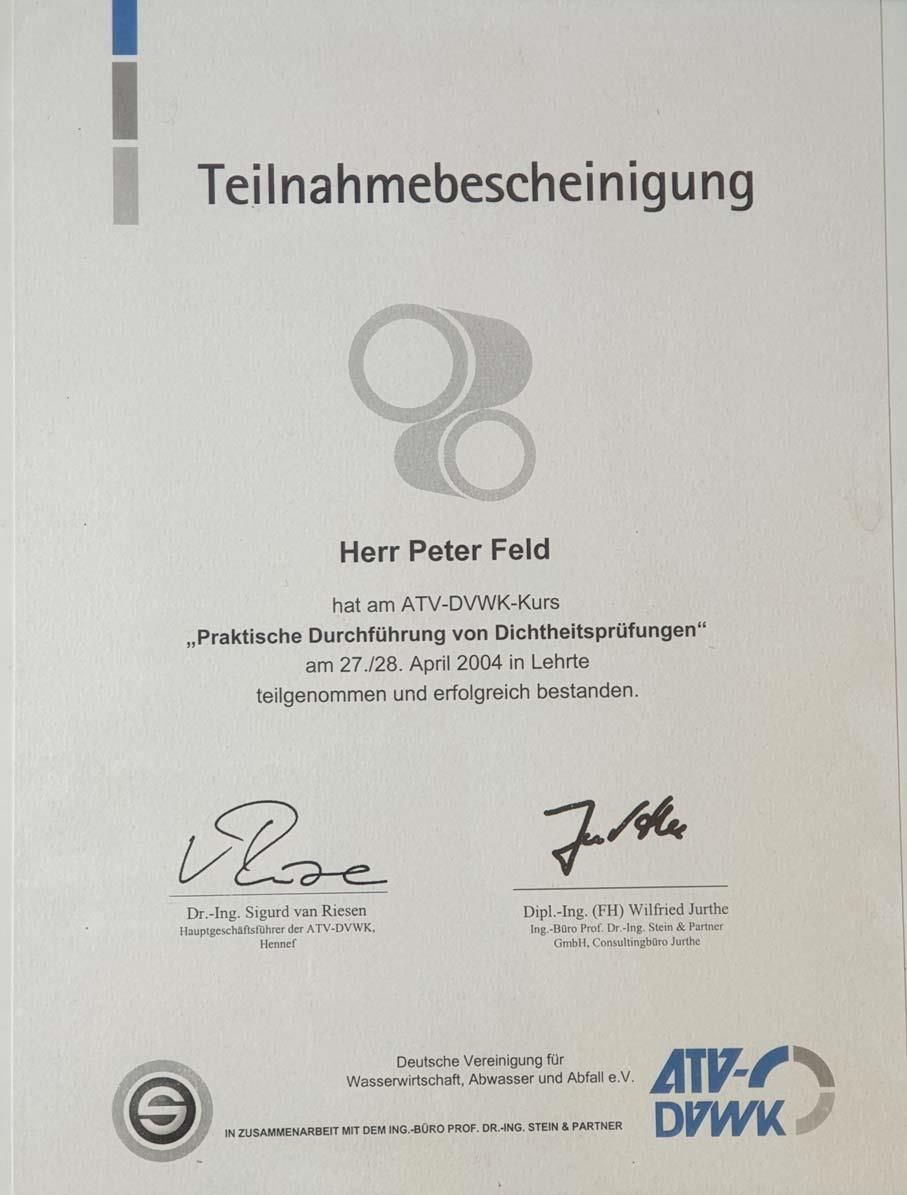 Teilnahmebescheinigung
Herr Peter Feld
hat am ATV-DVWK-Kurs
„Praktische Durchführung von Dichtheitsprüfungen“
am 27./28. April 2004 in Lehrte
teilgenommen und erfolgreich bestanden.
Dr.-Ing. Sigurd van Riesen
Hauptgeschäftsführer der ATV-DVWK,
Hennef
Jurthe
Dipl.-Ing. (FH) Wilfried Jurthe
Ing.-Büro Prof. Dr.-Ing. Stein & Partner
GmbH, Consultingbüro Jurthe
Deutsche Vereinigung für
Wasserwirtschaft, Abwasser und Abfall e.V.
IN ZUSAMMENARBEIT MIT DEM ING.-BÜRO PROF. DR.-ING. STEIN & PARTNER
ATV-
DVWK